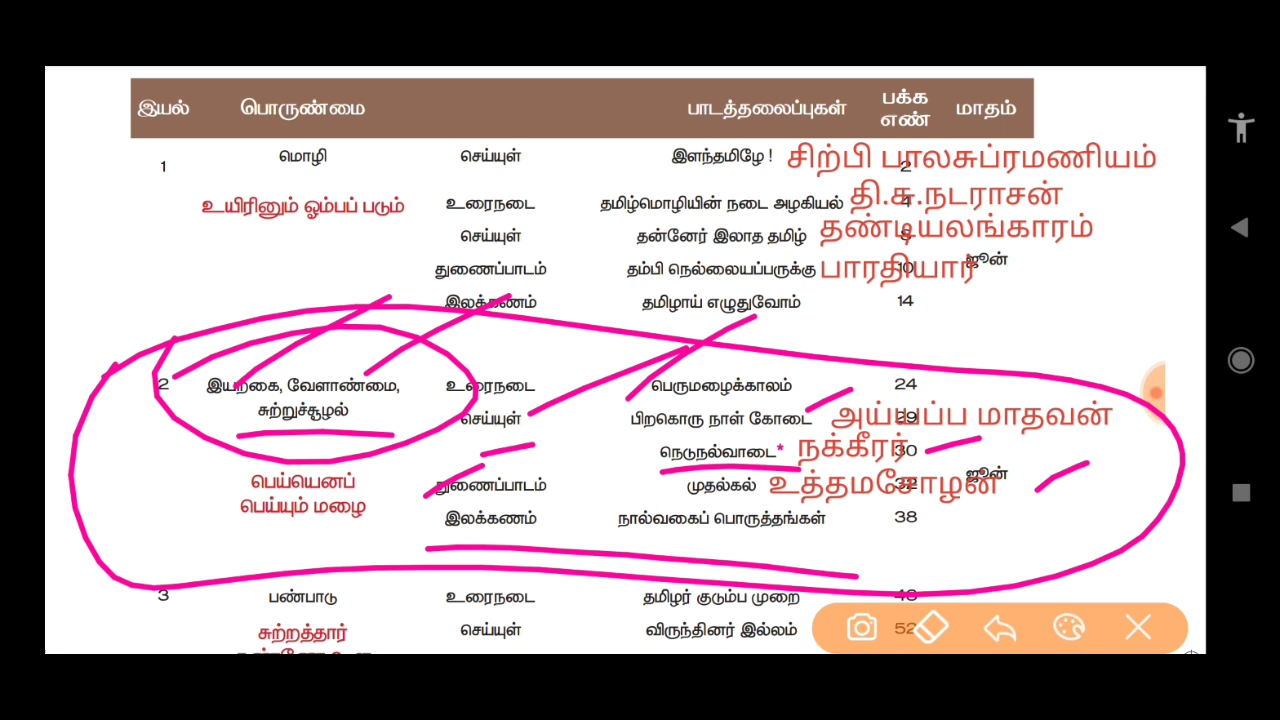 இயல் பொருண்மை பாடத்தலைப்புகள் பக்க எண் மாதம்
1 மொழி செய்யுள் இளந்தமிழே ! சிற்பி பாலசுப்ரமணியம் 2
உயிரினும் ஓம்பப் படும் உரைநடை தமிழ்மொழியின் நடை அழகியல் தி.சு.நடராசன் 4
செய்யுள் தன்னேர் இலாத தமிழ் தண்டியலங்காரம்
துணைப்பாடம் தம்பி நெல்லையப்பருக்கு பாரதியார் 10 ஜூன்
இலக்கணம் தமிழாய் எழுதுவோம் 14
2 இயற்கை, வேளாண்மை, உரைநடை பெருமழைக்காலம் 24
சுற்றுச்சூழல் செய்யுள் பிறகொரு நாள் கோடை அய்யப்ப மாதவன் 29
நெடுநல்வாடை* நக்கீரர் 30
பெய்யெனப் துணைப்பாடம் முதல்கல் உத்தமசோழன் 32 ஜூன்
பெய்யும் மழை இலக்கணம் நால்வகைப் பொருத்தங்கள் 38
3 பண்பாடு உரைநடை தமிழர் குடும்ப முறை 48
சுற்றத்தார் செய்யுள் விருந்தினர் இல்லம் 52